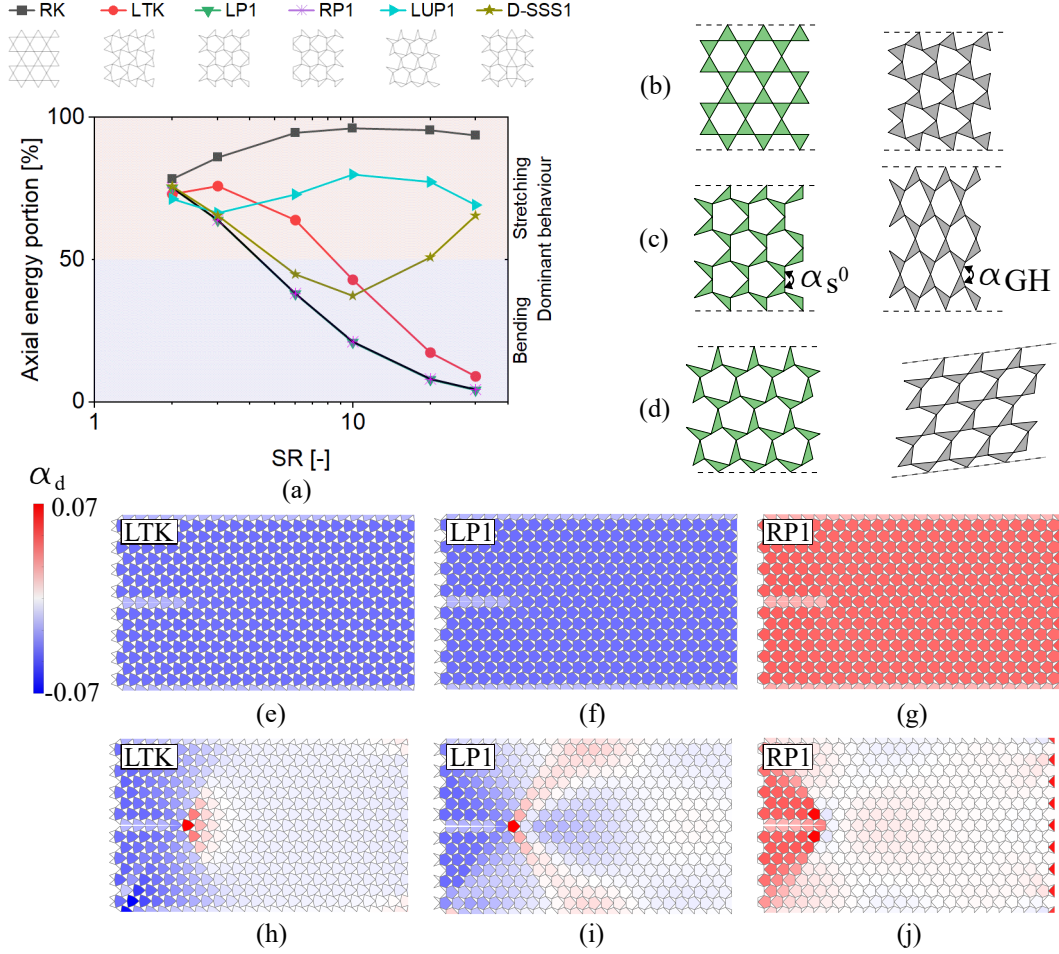 RK LTK LP1 RP1 LUP1 D-SSS1
100
50
0
1 10
Axial energy portion [%]
SR [-]
Bending Stretching
Dominant behaviour
(a)
(b)
(c)
αs⁰
αGH
(d)
αd
0.07
-0.07
LTK
LP1
RP1
(e)
(f)
(g)
LTK
LP1
RP1
(h)
(i)
(j)